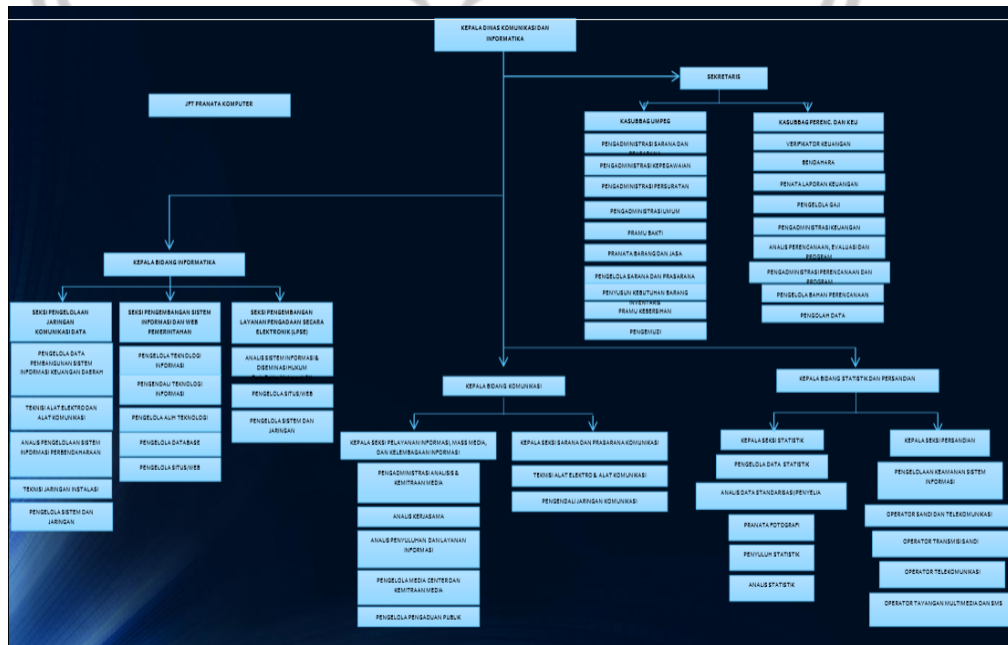 KEPALA DINAS KOMUNIKASI DAN
INFORMATIKA
SEKRETARIS
JFT PRANATA KOMPUTER
KASUBBAG UMPEG
PENGADMINISTRASI SARANA DAN
PENGADMINISTRASI KEPEGAWAIAN
PENGADMINISTRASI PERSURATAN
PENGADMINISTRASI UMUM
PRAMU BAKTI
PRANATA BARANG DAN JASA
PENGELOLA SARANA DAN PRASARANA
PENYUSUN KEBUTUHAN BARANG
INVENTARIS
PRAMU KEBERSIHAN
PENGEMUDI
KASUBBAG PERENC. DAN KEU
VERIFIKATOR KEUANGAN
BENDAHARA
PENATA LAPORAN KEUANGAN
PENGELOLA GAJI
PENGADMINISTRASI KEUANGAN
ANALIS PERENCANAAN, EVALUASI DAN
PROGRAM
PENGADMINISTRASI PERENCANAAN DAN
PROGRAM
PENGELOLA BAHAN PERENCANAAN
PENGOLAH DATA
KEPALA BIDANG INFORMATIKA
SEKSI PENGELOLAAN
JARINGAN
KOMUNIKASI DATA
PENGELOLA DATA
PEMBANGUNAN SISTEM
INFORMASI KEUANGAN DAERAH
TEKNISI ALAT ELEKTRO DAN
ALAT KOMUNIKASI
ANALIS PENGELOLAAN SISTEM
INFORMASI PERBENDAHARAAN
TEKNISI JARINGAN INSTALASI
PENGELOLA SISTEM DAN
JARINGAN
SEKSI PENGEMBANGAN SISTEM
INFORMASI DAN WEB
PEMERINTAHAN
PENGELOLA TEKNOLOGI
INFORMASI
PENGENDALI TEKNOLOGI
INFORMASI
PENGELOLA ALIH TEKNOLOGI
PENGELOLA DATABASE
PENGELOLA SITUS/WEB
SEKSI PENGEMBANGAN
LAYANAN PENGADAAN SECARA
ELEKTRONIK (LPSE)
ANALIS SISTEM INFORMASI &
DISEMINASI HUKUM
PENGELOLA SITUS/WEB
PENGELOLA SISTEM DAN
JARINGAN
KEPALA BIDANG KOMUNIKASI
KEPALA SEKSI PELAYANAN INFORMASI, MASS MEDIA,
DAN KELEMBAGAAN INFORMASI
PENGADMINISTRASI ANALISIS &
KEMITRAAN MEDIA
ANALIS KERJASAMA
ANALIS PENYULUHAN DAN LAYANAN
INFORMASI
PENGELOLA MEDIA CENTER DAN
KEMITRAAN MEDIA
PENGELOLA PENGADUAN PUBLIK
KEPALA SEKSI SARANA DAN PRASARANA KOMUNIKASI
TEKNISI ALAT ELEKTRO & ALAT KOMUNIKASI
PENGENDALI JARINGAN KOMUNIKASI
KEPALA BIDANG STATISTIK DAN PERSANDIAN
KEPALA SEKSI STATISTIK
PENGELOLA DATA STATISTIK
ANALIS DATA STANDARISASI PENYELIA
PRANATA FOTOGRAFI
PENYULUH STATISTIK
ANALIS STATISTIK
KEPALA SEKSI PERSANDIAN
PENGELOLAAN KEAMANAN SISTEM
INFORMASI
OPERATOR SANDI DAN TELEKOMUNIKASI
OPERATOR TRANSMISI SANDI
OPERATOR TELEKOMUNIKASI
OPERATOR TAYANGAN MULTIMEDIA DAN SMS